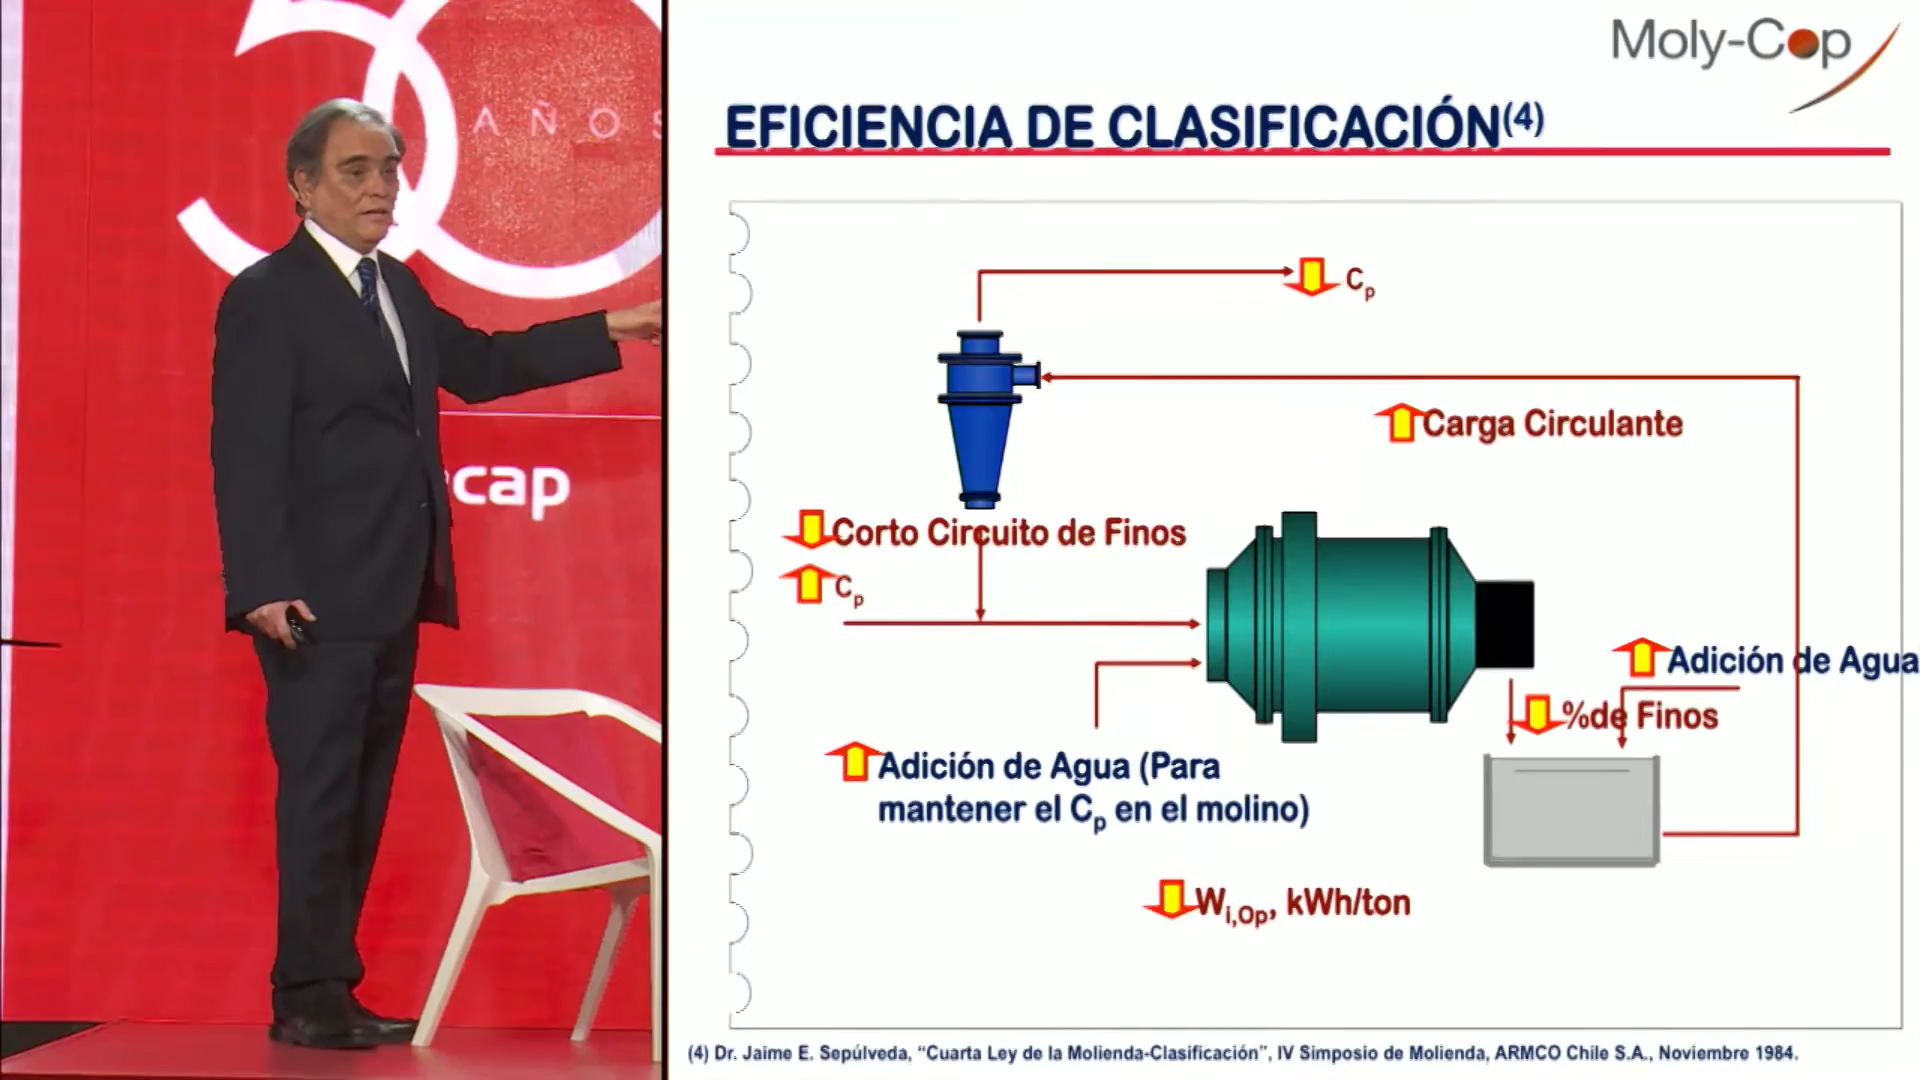 50
AÑOS
cap
Moly-Cop
EFICIENCIA DE CLASIFICACIÓN(4)
Cp
Carga Circulante
Corto Circuito de Finos
Cp
Adición de Agua
%de Finos
Adición de Agua (Para
mantener el Cp en el molino)
Wi,Op, kWh/ton
(4) Dr. Jaime E. Sepúlveda, “Cuarta Ley de la Molienda-Clasificación”, IV Simposio de Molienda, ARMCO Chile S.A., Noviembre 1984.